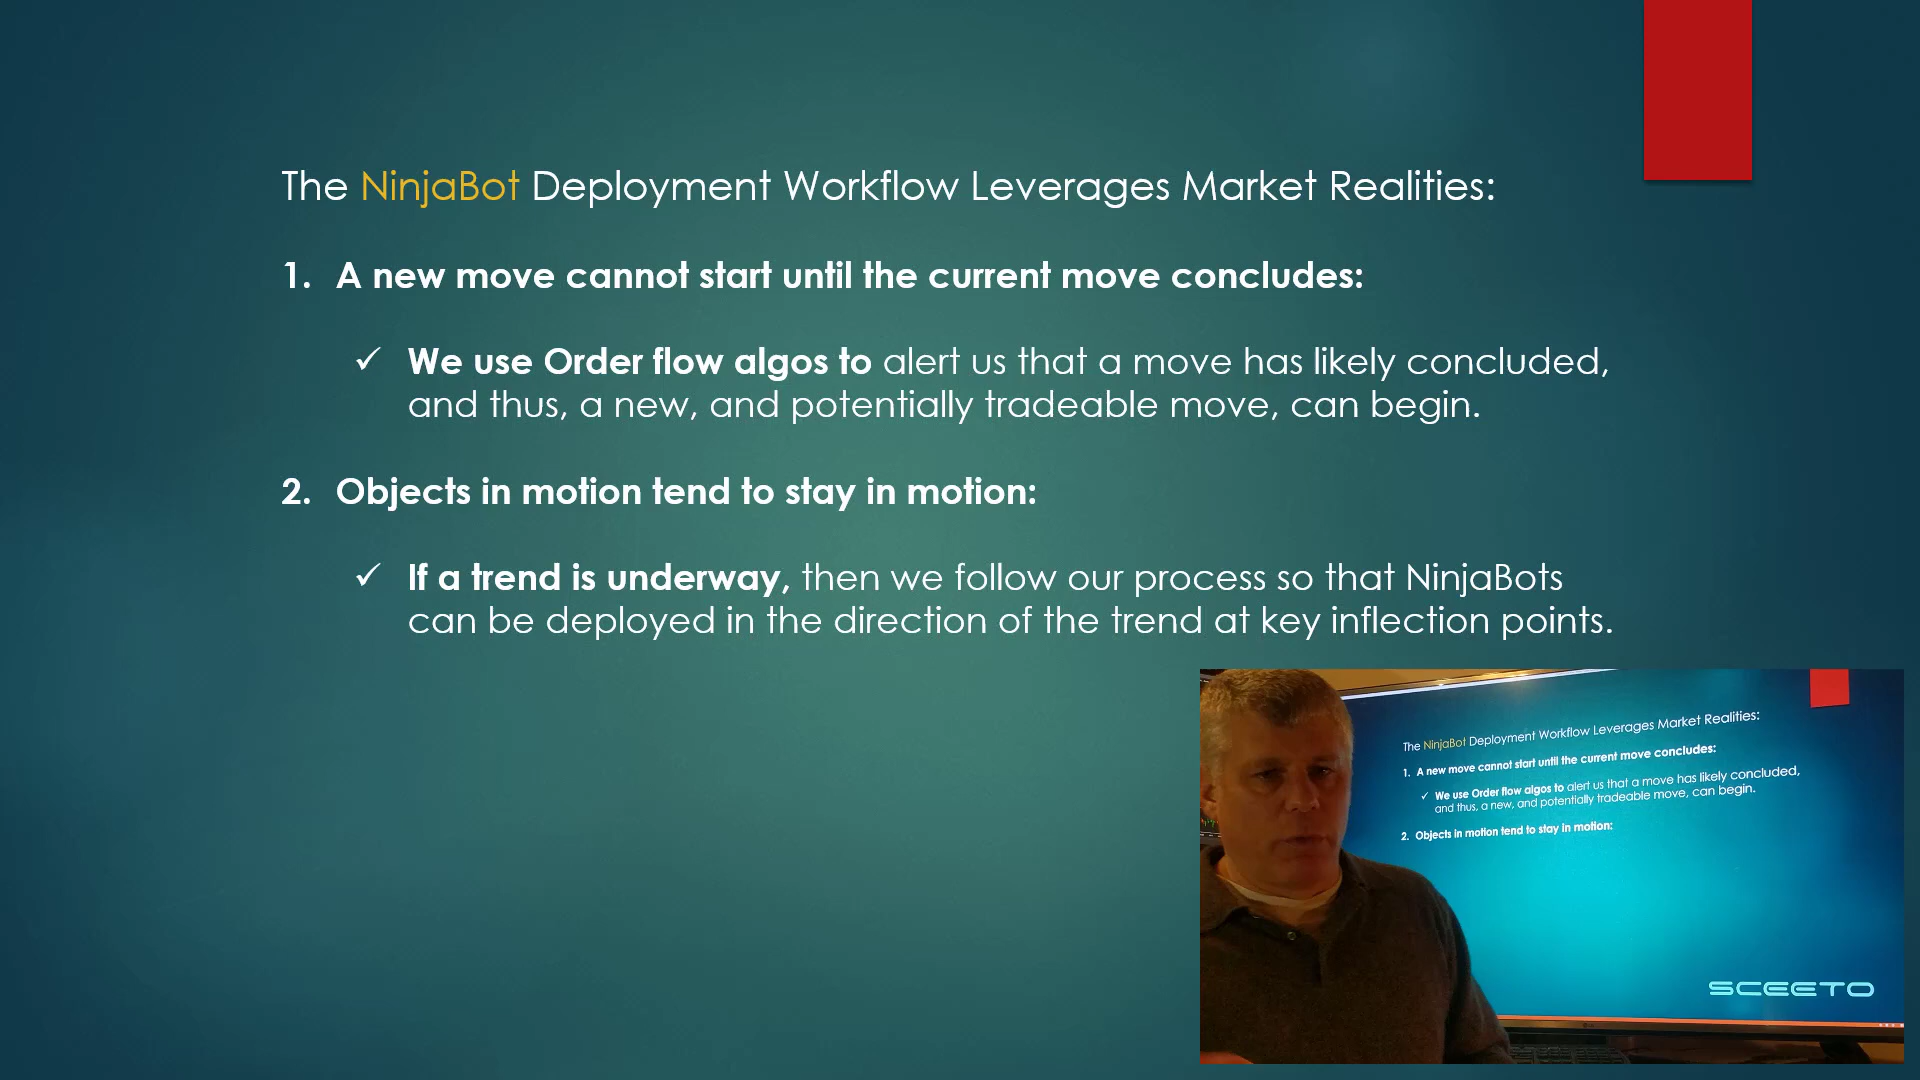 The NinjaBot Deployment Workflow Leverages Market Realities:
1. A new move cannot start until the current move concludes:
✓ We use Order flow algos to alert us that a move has likely concluded,
and thus, a new, and potentially tradeable move, can begin.
2. Objects in motion tend to stay in motion:
✓ If a trend is underway, then we follow our process so that NinjaBots
can be deployed in the direction of the trend at key inflection points.
The NinjaBot Deployment Workflow Leverages Market Realities:
1. A new move cannot start until the current move concludes:
✓ We use Order flow algos to alert us that a move has likely concluded,
and thus, a new, and potentially tradeable move, can begin.
2. Objects in motion tend to stay in motion:
SCEETO